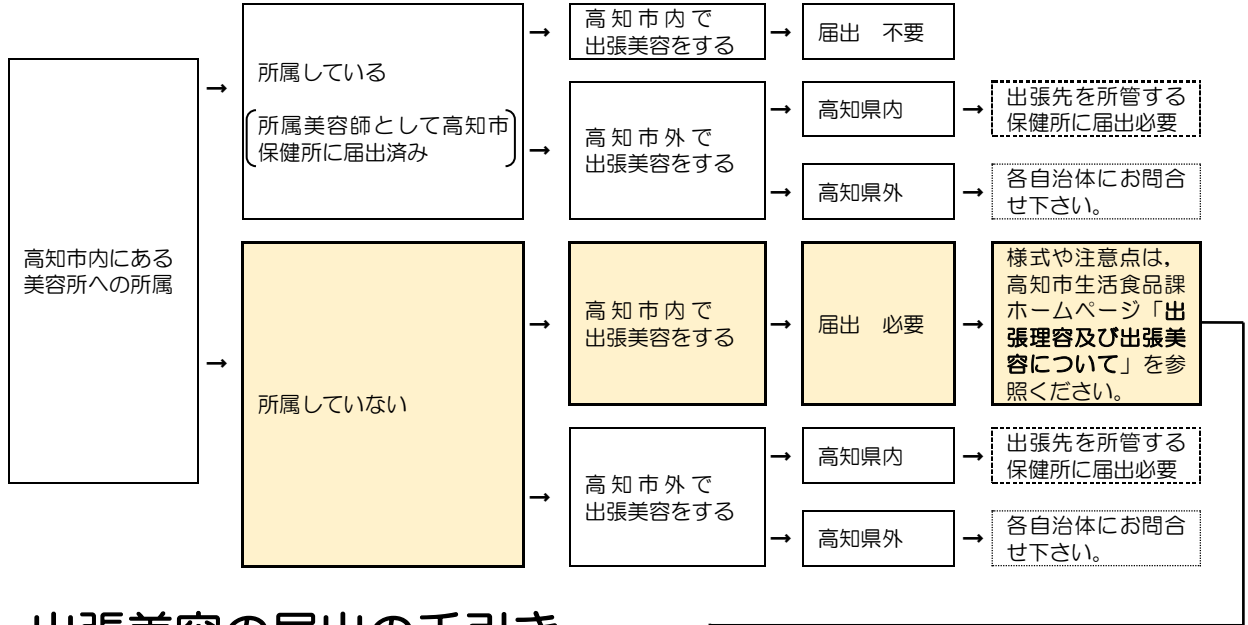 高知市内にある
美容所への所属
→
所属している
所属美容師として高知市
保健所に届出済み
→
高知市内で
出張美容をする
→
届出 不要
→
高知市外で
出張美容をする
→
高知県内
→
出張先を所管する
保健所に届出必要
→
高知県外
→
各自治体にお問合
せ下さい。
→
所属していない
→
高知市内で
出張美容をする
→
届出 必要
→
様式や注意点は,
高知市生活食品課
ホームページ「出
張理容及び出張美
容について」を参
照ください。
→
高知市外で
出張美容をする
→
高知県内
→
出張先を所管する
保健所に届出必要
→
高知県外
→
各自治体にお問合
せ下さい。
出張美容の届出の手引き